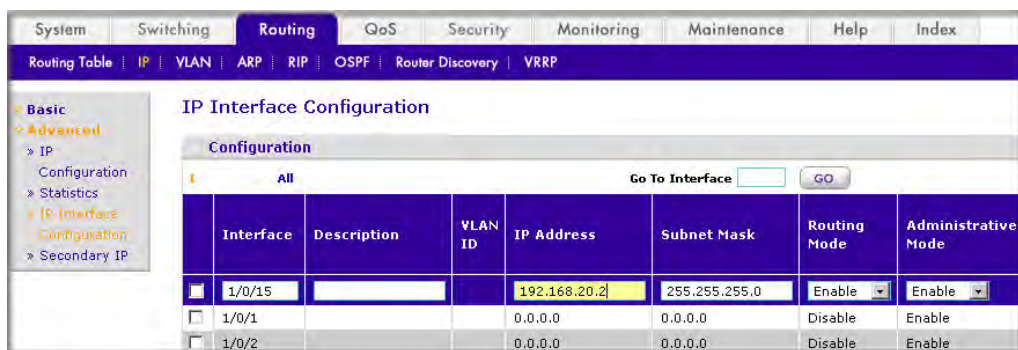 System Switching Routing QoS Security Monitoring Maintenance Help Index
Routing Table | IP | VLAN | ARP | RIP | OSPF | Router Discovery | VRRP
Basic
Advanced
» IP
Configuration
» Statistics
» IP Interface
Configuration
» Secondary IP
IP Interface Configuration
Configuration
1 All Go To Interface GO
Interface Description VLAN ID IP Address Subnet Mask Routing Mode Administrative Mode
1/0/15 192.168.20.2 255.255.255.0 Enable Enable
1/0/1 0.0.0.0 0.0.0.0 Disable Enable
1/0/2 0.0.0.0 0.0.0.0 Disable Enable